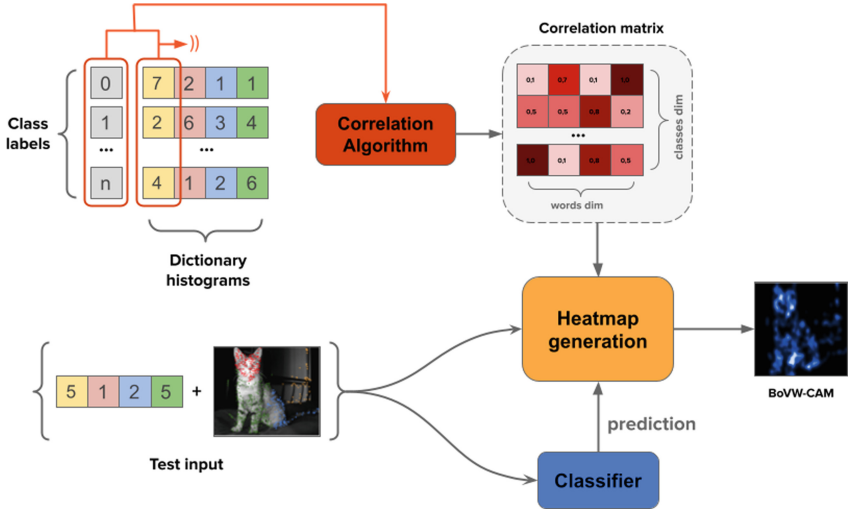 Correlation matrix
Class
labels
0
7 2 1 1
1
2 6 3 4
...
...
n
4 1 2 6
))
Dictionary
histograms
Correlation
Algorithm
0,1 0,7 0,1 1,0
0,5 0,5 0,8 0,2
...
1,0 0,1 0,8 0,5
classes dim
words dim
Heatmap
generation
BoVW-CAM
5 1 2 5 +
Test input
prediction
Classifier